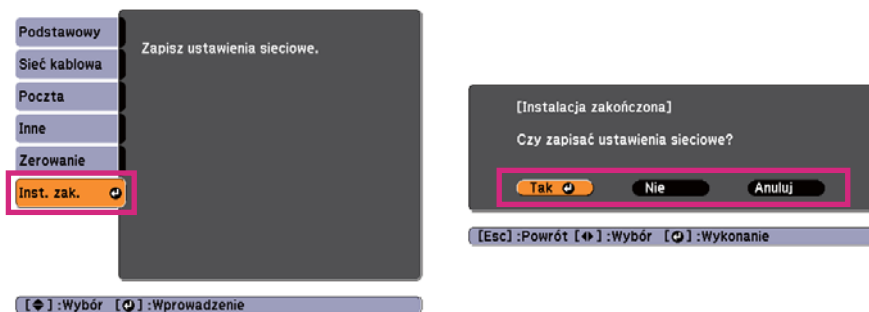 Podstawowy
Sieć kablowa
Poczta
Inne
Zerowanie
Inst. zak.
Zapisz ustawienia sieciowe.
[ ] :Wybór [ ] :Wprowadzenie
[Instalacja zakończona]
Czy zapisać ustawienia sieciowe?
Tak Nie Anuluj
[Esc] :Powrót [ ] :Wybór [ ] :Wykonanie